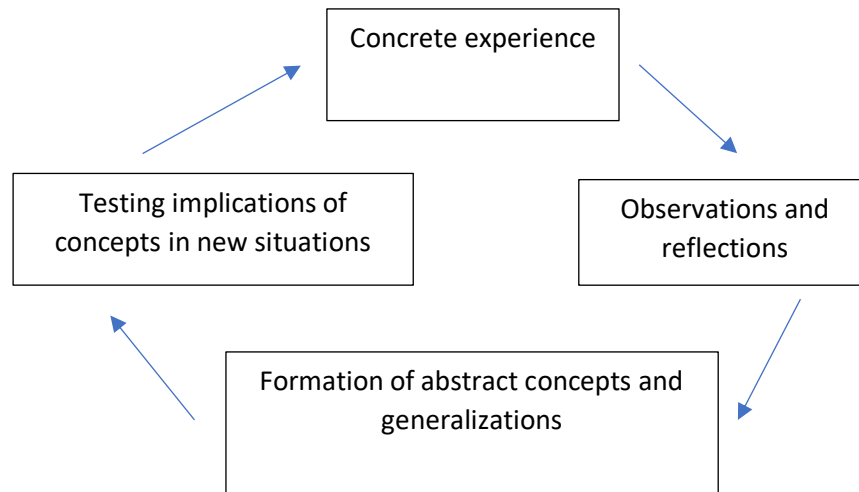 Concrete experience
Testing implications of
concepts in new situations
Observations and
reflections
Formation of abstract concepts and
generalizations